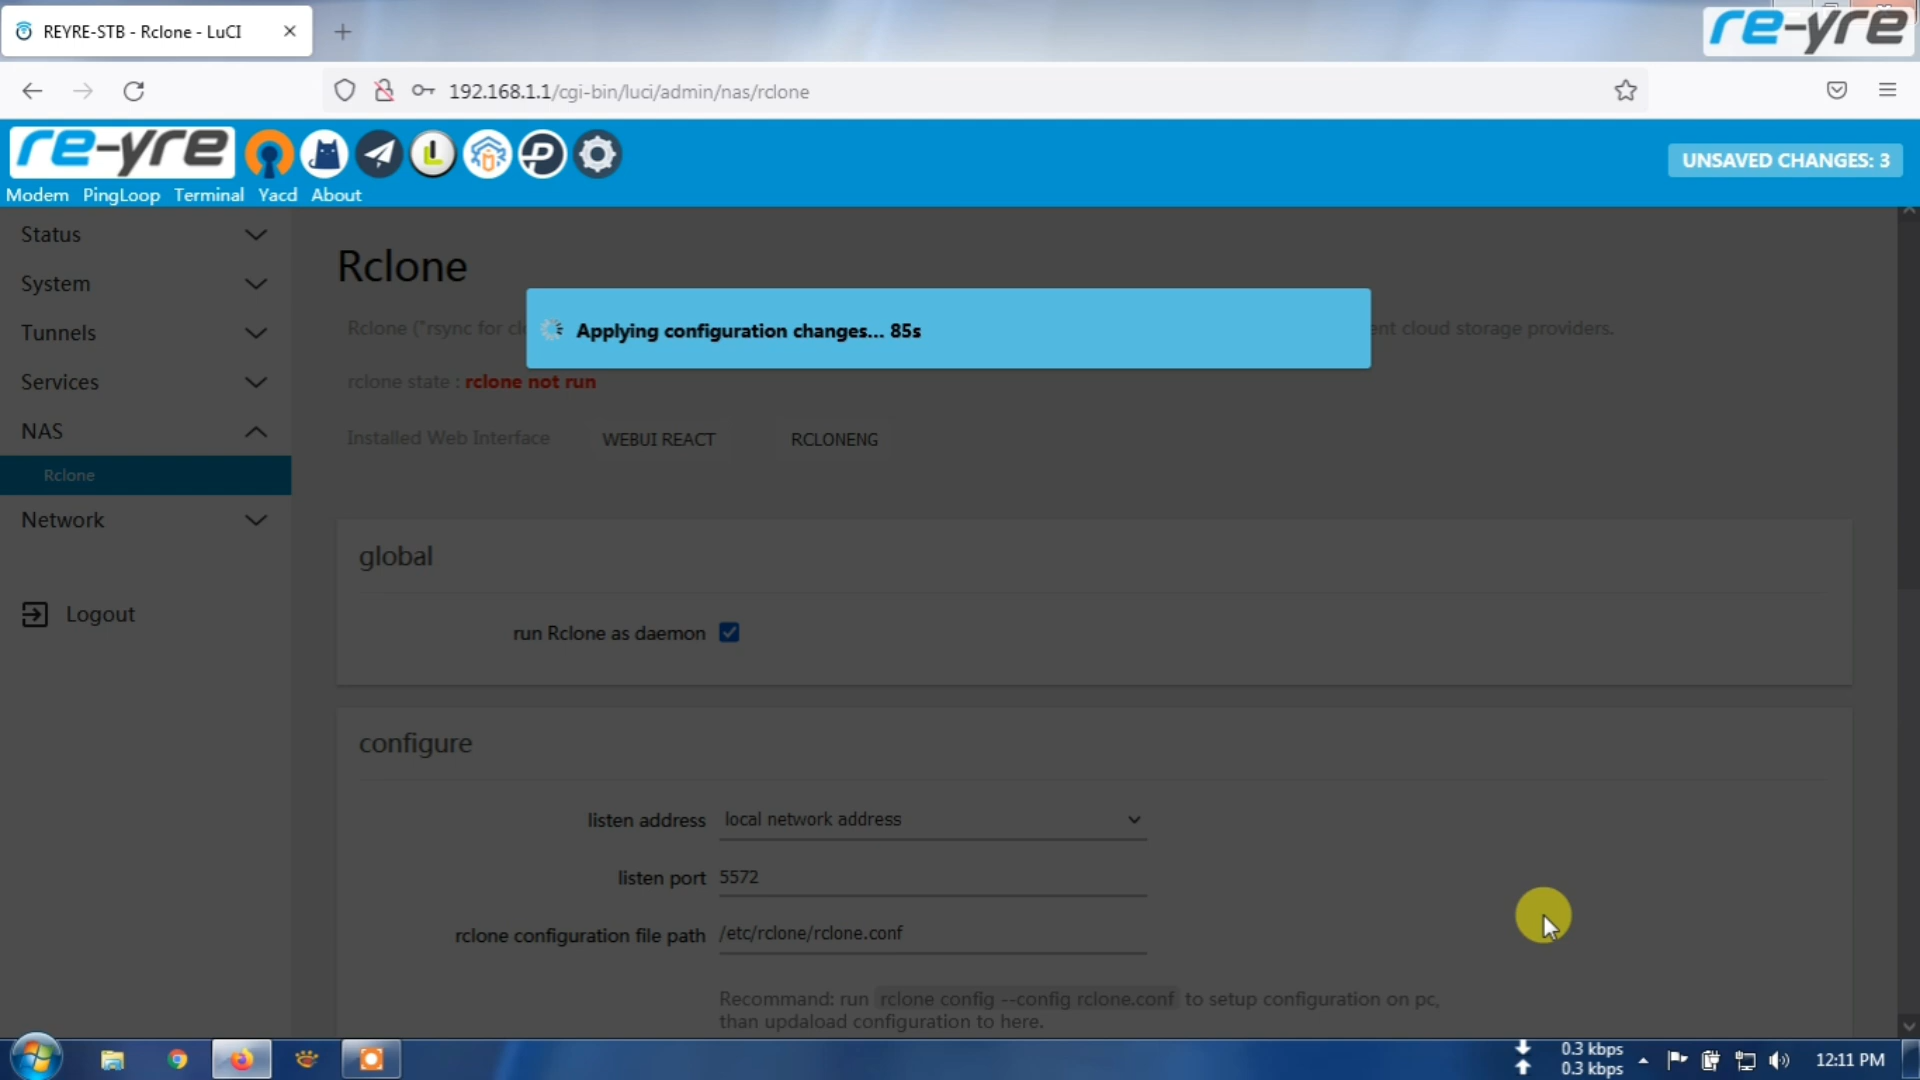 REYRE-STB - Rclone - LuCI
re-yre
192.168.1.1/cgi-bin/luci/admin/nas/rclone
re-yre
UNSAVED CHANGES: 3
Modem PingLoop Terminal Yacd About
Status
System
Tunnels
Services
NAS
Rclone
Network
Logout
Rclone
Rclone ("rsync for cl
Applying configuration changes... 85s
ent cloud storage providers.
rclone state : rclone not run
Installed Web Interface WEBUI REACT RCLONENG
global
run Rclone as daemon
configure
listen address local network address
listen port 5572
rclone configuration file path /etc/rclone/rclone.conf
Recommand: run rclone config --config rclone.conf to setup configuration on pc,
than updaload configuration to here.
0.3 kbps
0.3 kbps
12:11 PM